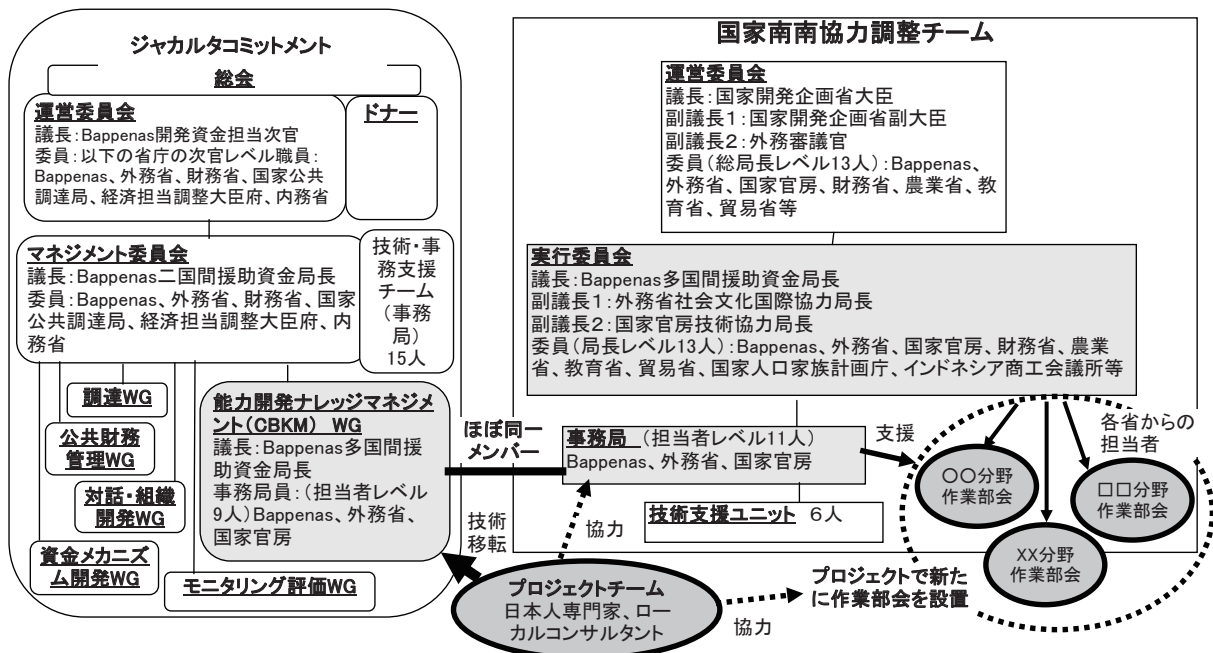 ジャカルタコミットメント
総会
運営委員会
議長：Bappenas開発資金担当次官
委員：以下の省庁の次官レベル職員：
Bappenas、外務省、財務省、国家公共
調達局、経済担当調整大臣府、内務省
ドナー
マネジメント委員会
議長：Bappenas二国間援助資金局長
委員：Bappenas、外務省、財務省、国家
公共調達局、経済担当調整大臣府、内
務省
技術・事
務支援
チーム
（事務
局）
15人
調達WG
公共財務
管理WG
対話・組織
開発WG
資金メカニズ
ム開発WG
モニタリング評価WG
能力開発ナレッジマネジメ
ント（CBKM） WG
議長：Bappenas多国間援
助資金局長
事務局員：（担当者レベル
9人）Bappenas、外務省、
国家官房
ほぼ同一
メンバー
技術
移転
協力
プロジェクトチーム
日本人専門家、ロー
カルコンサルタント
協力
国家南南協力調整チーム
運営委員会
議長：国家開発企画省大臣
副議長1：国家開発企画省副大臣
副議長2：外務審議官
委員（総局長レベル13人）：Bappenas、
外務省、国家官房、財務省、農業省、教
育省、貿易省等
実行委員会
議長：Bappenas多国間援助資金局長
副議長1：外務省社会文化国際協力局長
副議長2：国家官房技術協力局長
委員（局長レベル13人）：Bappenas、外務省、国家官房、財務省、農業
省、教育省、貿易省、国家人口家族計画庁、インドネシア商工会議所等
事務局 （担当者レベル11人）
Bappenas、外務省、国家官房
支援
技術支援ユニット 6人
各省からの
担当者
〇〇分野
作業部会
□□分野
作業部会
XX分野
作業部会
プロジェクトで新た
に作業部会を設置